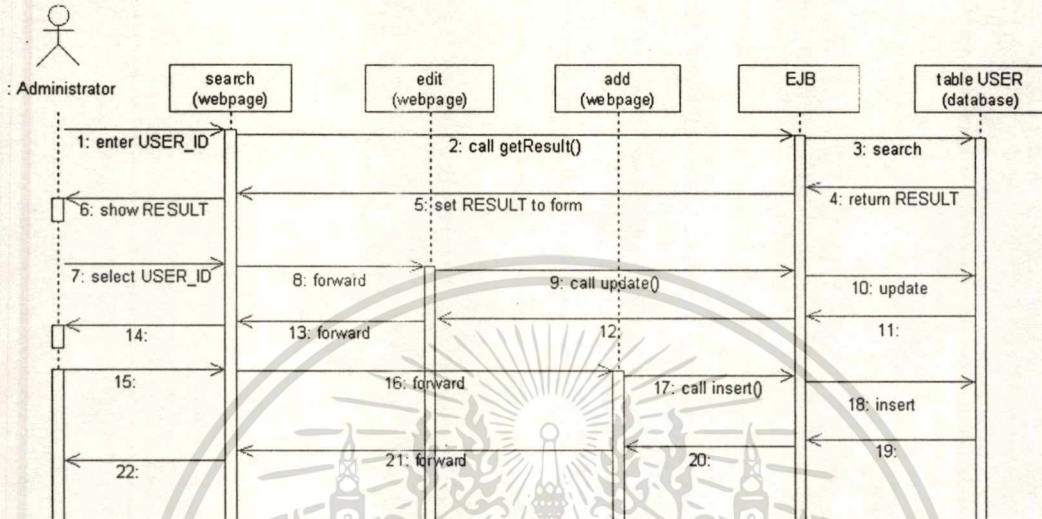 : Administrator
search
(webpage)
edit
(webpage)
add
(webpage)
EJB
table USER
(database)
1: enter USER_ID
2: call getResult()
3: search
4: return RESULT
5: set RESULT to form
6: show RESULT
7: select USER_ID
8: forward
9: call update()
10: update
11:
12:
13: forward
14:
15:
16: forward
17: call insert()
18: insert
19:
20:
21: forward
22: